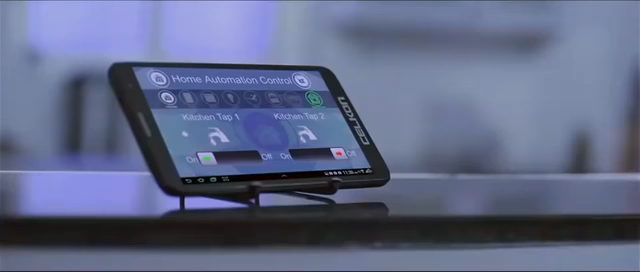 Home Automation Control
Kitchen Tap 1
Kitchen Tap 2
On
Off
On
Off
CELKON